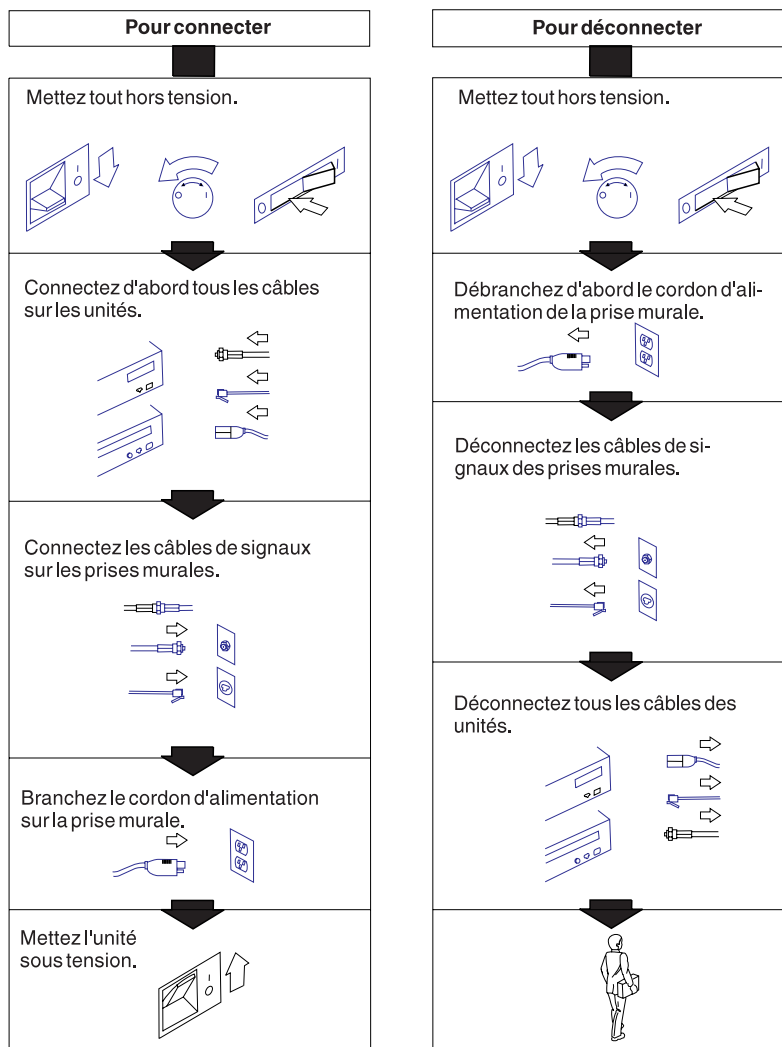 Pour connecter
Mettez tout hors tension.
Connectez d'abord tous les câbles
sur les unités.
Connectez les câbles de signaux
sur les prises murales.
Branchez le cordon d'alimentation
sur la prise murale.
Mettez l'unité
sous tension.
Pour déconnecter
Mettez tout hors tension.
Débranchez d'abord le cordon d'ali-
mentation de la prise murale.
Déconnectez les câbles de si-
gnaux des prises murales.
Déconnectez tous les câbles des
unités.